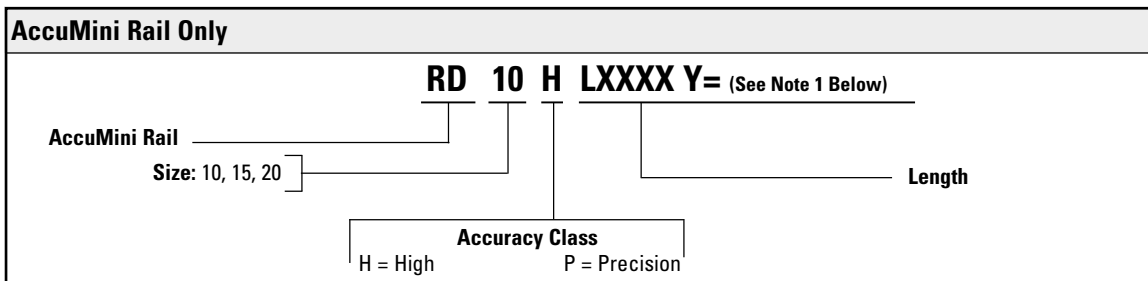 AccuMini Rail Only
RD 10 H LXXXX Y= (See Note 1 Below)
AccuMini Rail
Size: 10, 15, 20
Length
Accuracy Class
H = High P = Precision